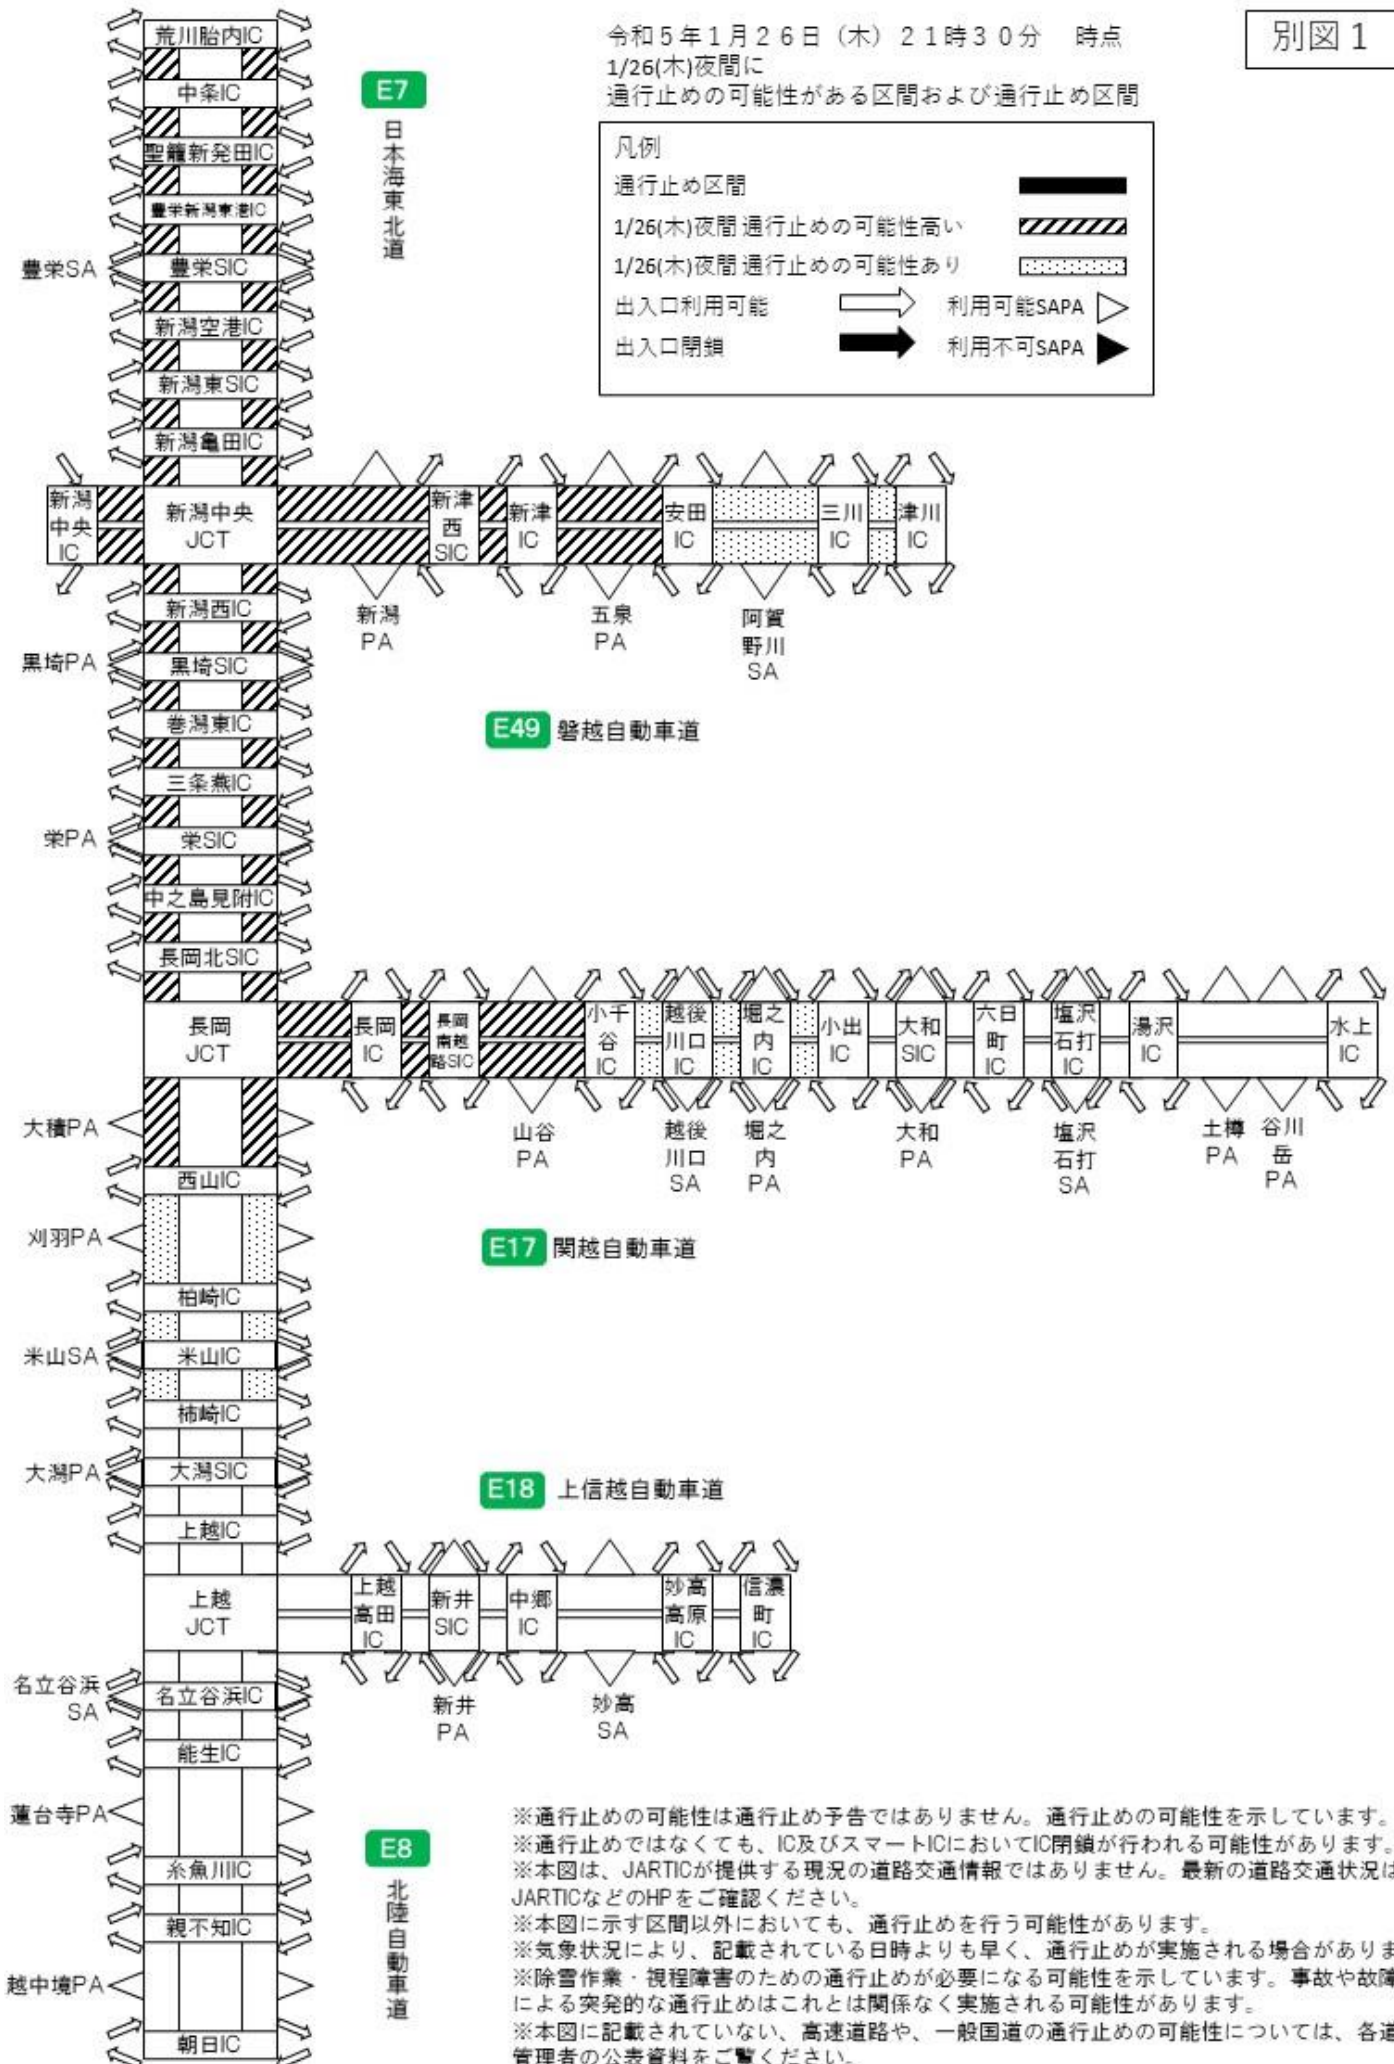 別図１
令和５年１月２６日（木）２１時３０分　時点
1/26(木)夜間に
通行止めの可能性がある区間および通行止め区間
凡例
通行止め区間
1/26(木)夜間 通行止めの可能性高い
1/26(木)夜間 通行止めの可能性あり
出入口利用可能
利用可能SAPA
出入口閉鎖
利用不可SAPA
E7
日本海東北道
荒川胎内IC
中条IC
聖籠新発田IC
豊栄新潟東港IC
豊栄SA
豊栄SIC
新潟空港IC
新潟東SIC
新潟亀田IC
新潟中央IC
新潟中央JCT
新津西SIC
新津IC
安田IC
三川IC
津川IC
新潟PA
五泉PA
阿賀野川SA
E49
磐越自動車道
新潟西IC
黒埼PA
黒埼SIC
巻潟東IC
三条燕IC
栄PA
栄SIC
中之島見附IC
長岡北SIC
長岡JCT
長岡IC
長岡南越路SIC
小千谷IC
越後川口IC
堀之内IC
小出IC
大和SIC
六日町IC
塩沢石打IC
湯沢IC
水上IC
山谷PA
越後川口SA
堀之内PA
大和PA
塩沢石打SA
土樽PA
谷川岳PA
E17
関越自動車道
大積PA
西山IC
刈羽PA
柏崎IC
米山SA
米山IC
柿崎IC
大潟PA
大潟SIC
上越IC
E18
上信越自動車道
上越JCT
上越高田IC
新井SIC
中郷IC
妙高高原IC
信濃町IC
新井PA
妙高SA
名立谷浜SA
名立谷浜IC
能生IC
蓮台寺PA
糸魚川IC
親不知IC
越中境PA
朝日IC
E8
北陸自動車道
※通行止めの可能性は通行止め予告ではありません。通行止めの可能性を示しています。
※通行止めではなくても、IC及びスマートICにおいてIC閉鎖が行われる可能性があります。
※本図は、JARTICが提供する現況の道路交通情報ではありません。最新の道路交通状況は
JARTICなどのHPをご確認ください。
※本図に示す区間以外においても、通行止めを行う可能性があります。
※気象状況により、記載されている日時よりも早く、通行止めが実施される場合がありま
※除雪作業・視程障害のための通行止めが必要になる可能性を示しています。事故や故障
による突発的な通行止めはこれとは関係なく実施される可能性があります。
※本図に記載されていない、高速道路や、一般国道の通行止めの可能性については、各道
管理者の公表資料をご覧ください。